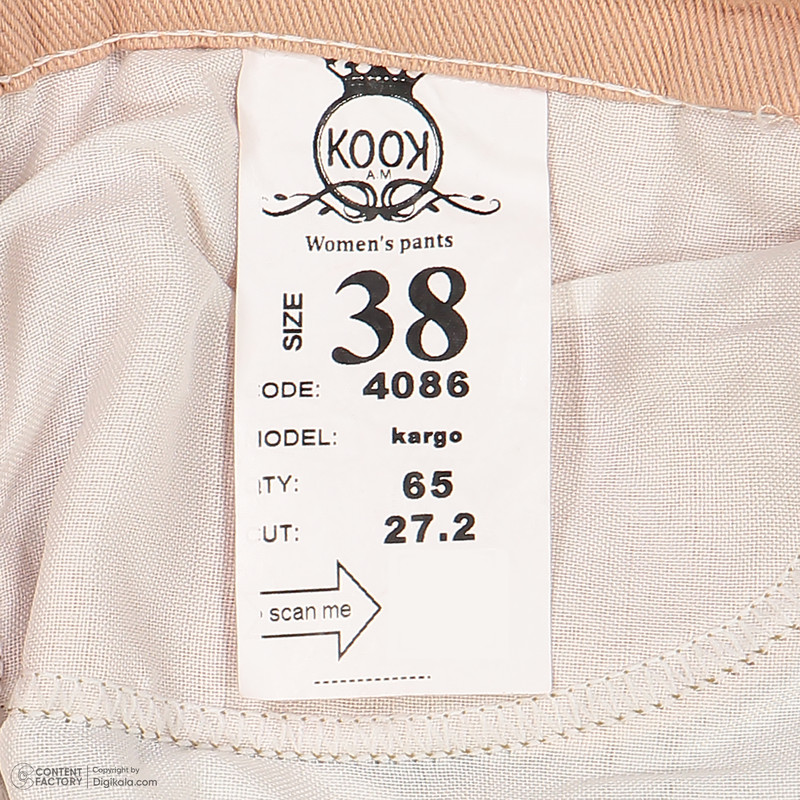 KOOK
A.M
Women's pants
SIZE 38
ODE: 4086
ODEL: kargo
TY: 65
UT: 27.2
scan me
CONTENT FACTORY
Copyright by
Digikala.com